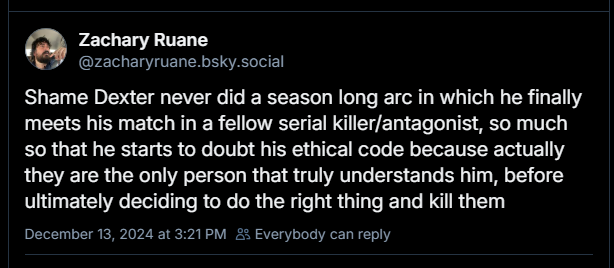 Zachary Ruane
@zacharyruane.bsky.social
Shame Dexter never did a season long arc in which he finally
meets his match in a fellow serial killer/antagonist, so much
so that he starts to doubt his ethical code because actually
they are the only person that truly understands him, before
ultimately deciding to do the right thing and kill them
December 13, 2024 at 3:21 PM Everybody can reply